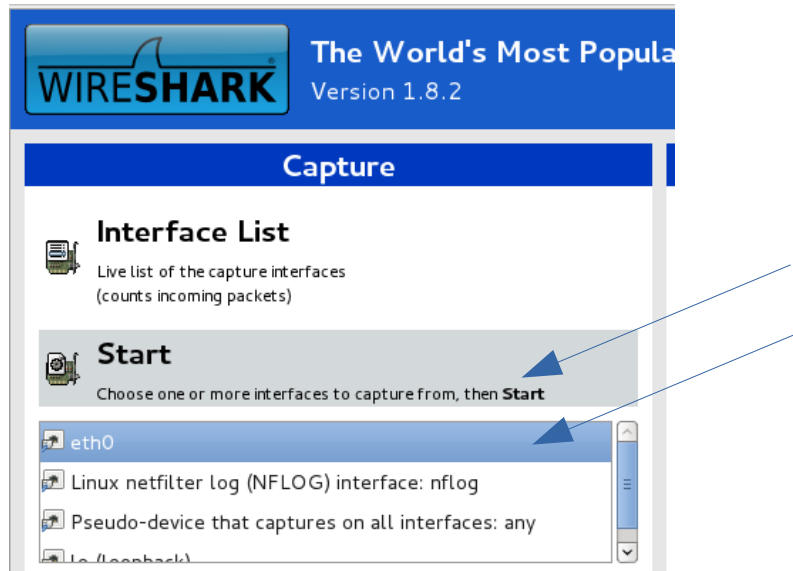 WIRESHARK
The World's Most Popula
Version 1.8.2
Capture
Interface List
Live list of the capture interfaces
(counts incoming packets)
Start
Choose one or more interfaces to capture from, then Start
eth0
Linux netfilter log (NFLOG) interface: nflog
Pseudo-device that captures on all interfaces: any
lo (loopback)